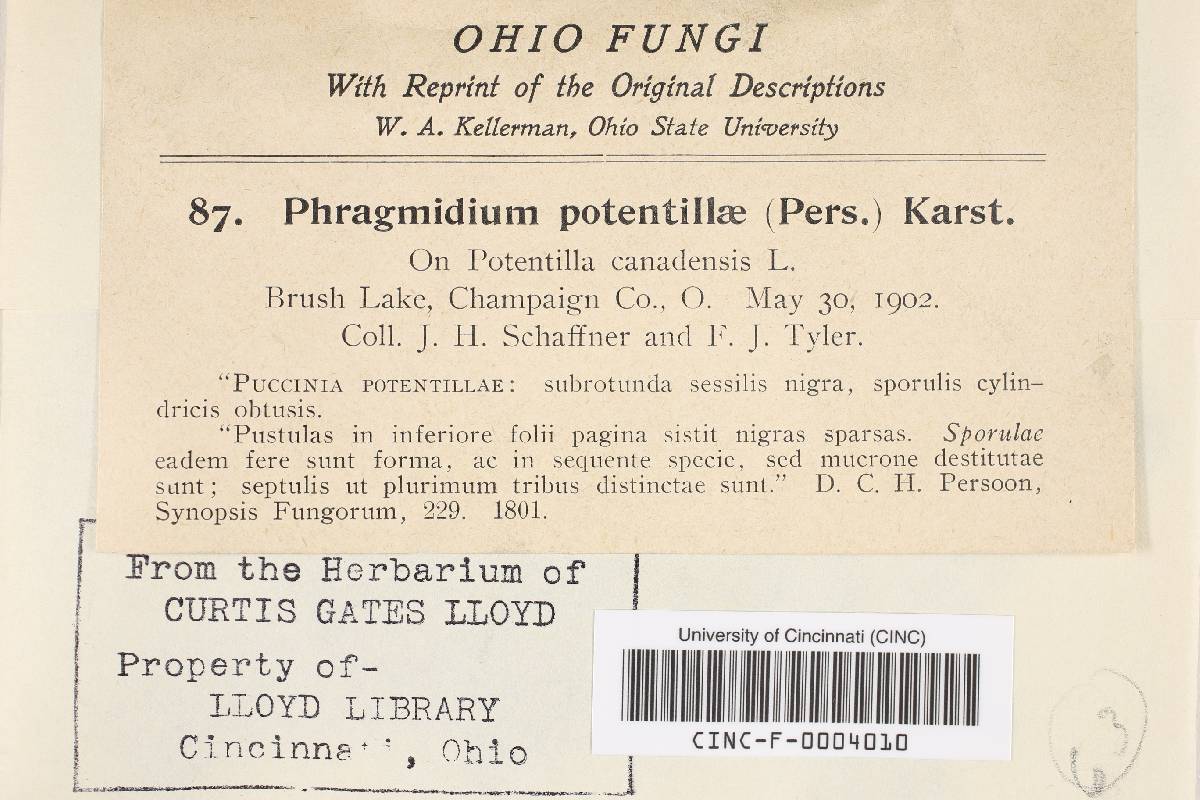 OHIO FUNGI
With Reprint of the Original Descriptions
W. A. Kellerman, Ohio State University
87. Phragmidium potentillæ (Pers.) Karst.
On Potentilla canadensis L.
Brush Lake, Champaign Co., O. May 30, 1902.
Coll. J. H. Schaffner and F. J. Tyler.
"PUCCINIA POTENTILLAE: subrotunda sessilis nigra, sporulis cylin-
dricis obtusis.
"Pustulas in inferiore folii pagina sistit nigras sparsas. Sporulae
eadem fere sunt forma, ac in sequente specie, sed mucrone destitutae
sunt; septulis ut plurimum tribus distinctae sunt." D. C. H. Persoon,
Synopsis Fungorum, 229. 1801.
From the Herbarium of
CURTIS GATES LLOYD
Property of-
LLOYD LIBRARY
Cincinnati, Ohio
University of Cincinnati (CINC)
CINC-F-0004010
3